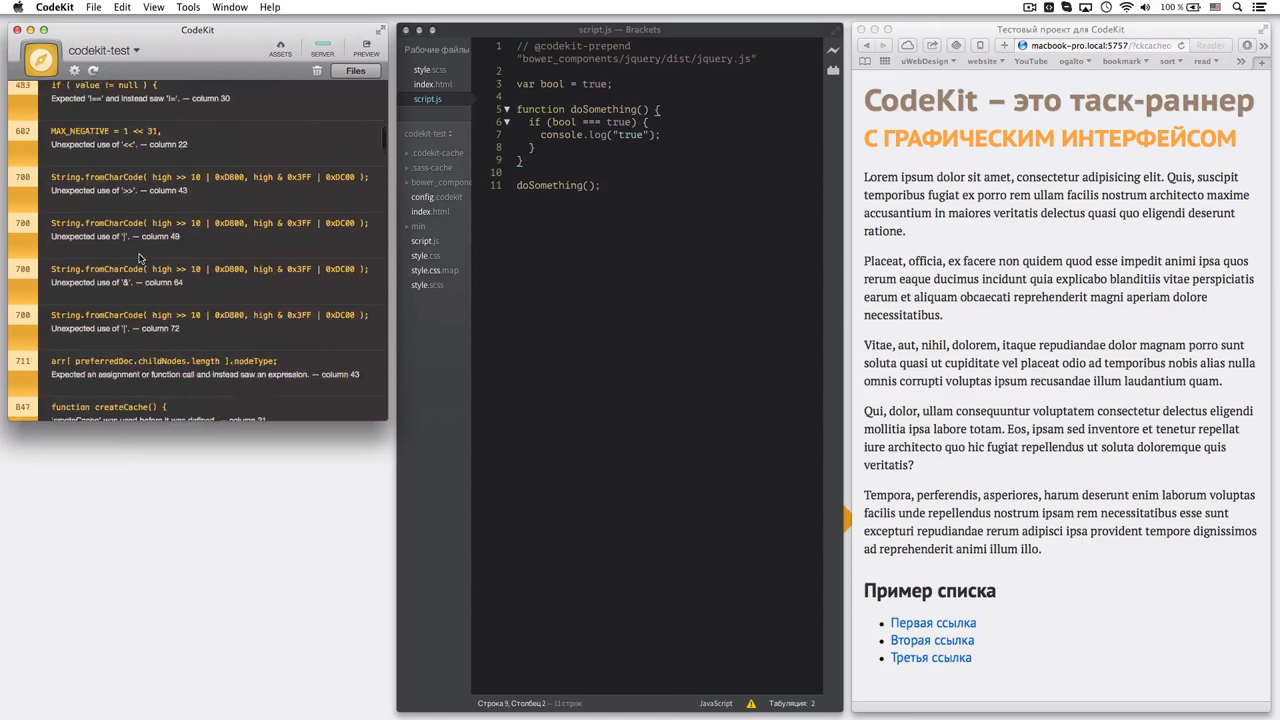 CodeKit File Edit View Tools Window Help 100 %
CodeKit
codekit-test
ASSETS SERVER PREVIEW
Files
483 if ( value != null ) {
Expected '!==' and instead saw '!='. — column 30
602 MAX_NEGATIVE = 1 << 31,
Unexpected use of '<<'. — column 22
700 String.fromCharCode( high >> 10 | 0xD800, high & 0x3FF | 0xDC00 );
Unexpected use of '>>'. — column 43
700 String.fromCharCode( high >> 10 | 0xD800, high & 0x3FF | 0xDC00 );
Unexpected use of '|'. — column 49
700 String.fromCharCode( high >> 10 | 0xD800, high & 0x3FF | 0xDC00 );
Unexpected use of '&'. — column 64
700 String.fromCharCode( high >> 10 | 0xD800, high & 0x3FF | 0xDC00 );
Unexpected use of '|'. — column 72
711 arr[ preferredDoc.childNodes.length ].nodeType;
Expected an assignment or function call and instead saw an expression. — column 43
847 function createCache() {
'createCache' was used before it was defined. — column 21
script.js — Brackets
Рабочие файлы
style.scss
index.html
script.js
codekit-test
.codekit-cache
.sass-cache
bower_compone
config.codekit
index.html
min
script.js
style.css
style.css.map
style.scss
1 // @codekit-prepend
"bower_components/jquery/dist/jquery.js"
2
3 var bool = true;
4
5 function doSomething() {
6 if (bool === true) {
7 console.log("true");
8 }
9 }
10
11 doSomething();
Строка 9, Столбец 2 — 11 строк JavaScript Табуляция: 2
Тестовый проект для CodeKit
macbook-pro.local:5757/?ckcached Reader
uWebDesign website YouTube ogalto work sort read
CodeKit – это таск-раннер
С ГРАФИЧЕСКИМ ИНТЕРФЕЙСОМ
Lorem ipsum dolor sit amet, consectetur adipisicing elit. Quis, suscipit
temporibus fugiat ex porro rem ullam facilis nostrum architecto maxime
accusantium in maiores veritatis delectus quasi quo eligendi deserunt
ratione.
Placeat, officia, ex facere non quidem quod esse impedit animi ipsa quos
rerum eaque ducimus incidunt quia explicabo blanditiis vitae perspiciatis
earum et aliquam obcaecati reprehenderit magni aperiam dolore
necessitatibus.
Vitae, aut, nihil, dolorem, itaque repudiandae dolor magnam porro sunt
soluta quasi ut cupiditate vel placeat odio ad temporibus nobis alias nulla
omnis corrupti voluptas ipsum recusandae illum laudantium quam.
Qui, dolor, ullam consequuntur voluptatem consectetur delectus eligendi
mollitia ipsa labore totam. Eos, ipsam sed inventore et tenetur repellat
iure architecto quo hic fugiat repellendus ut soluta doloremque quis
veritatis?
Tempora, perferendis, asperiores, harum deserunt enim laborum voluptas
facilis unde repellendus nostrum ipsam rem necessitatibus esse sunt
excepturi repudiandae rerum adipisci ipsa provident tempore dignissimos
ad reprehenderit animi illum illo.
Пример списка
Первая ссылка
Вторая ссылка
Третья ссылка